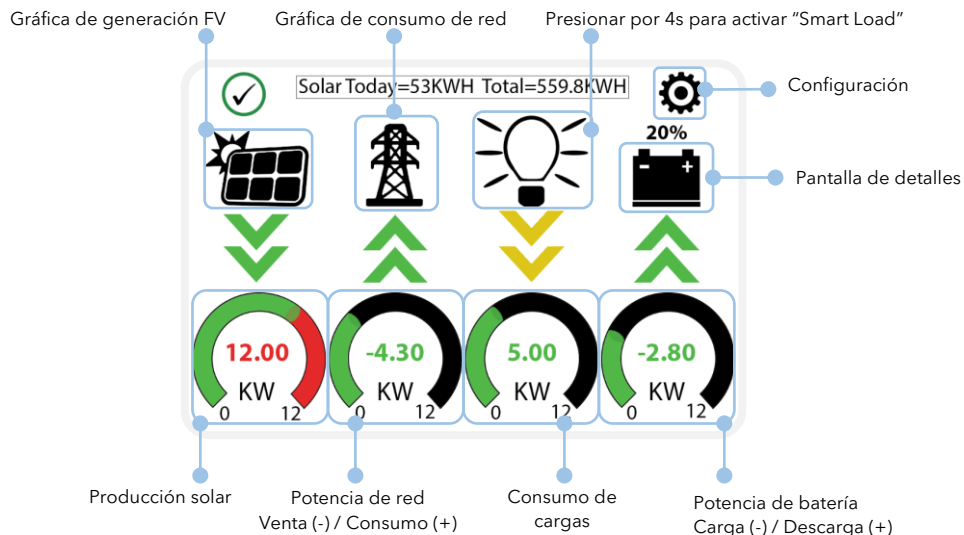 Gráfica de generación FV
Gráfica de consumo de red
Presionar por 4s para activar “Smart Load”
Solar Today=53KWH Total=559.8KWH
Configuración
20%
- +
Pantalla de detalles
12.00
KW
0 12
-4.30
KW
0 12
5.00
KW
0 12
-2.80
KW
0 12
Producción solar
Potencia de red
Venta (-) / Consumo (+)
Consumo de
cargas
Potencia de batería
Carga (-) / Descarga (+)